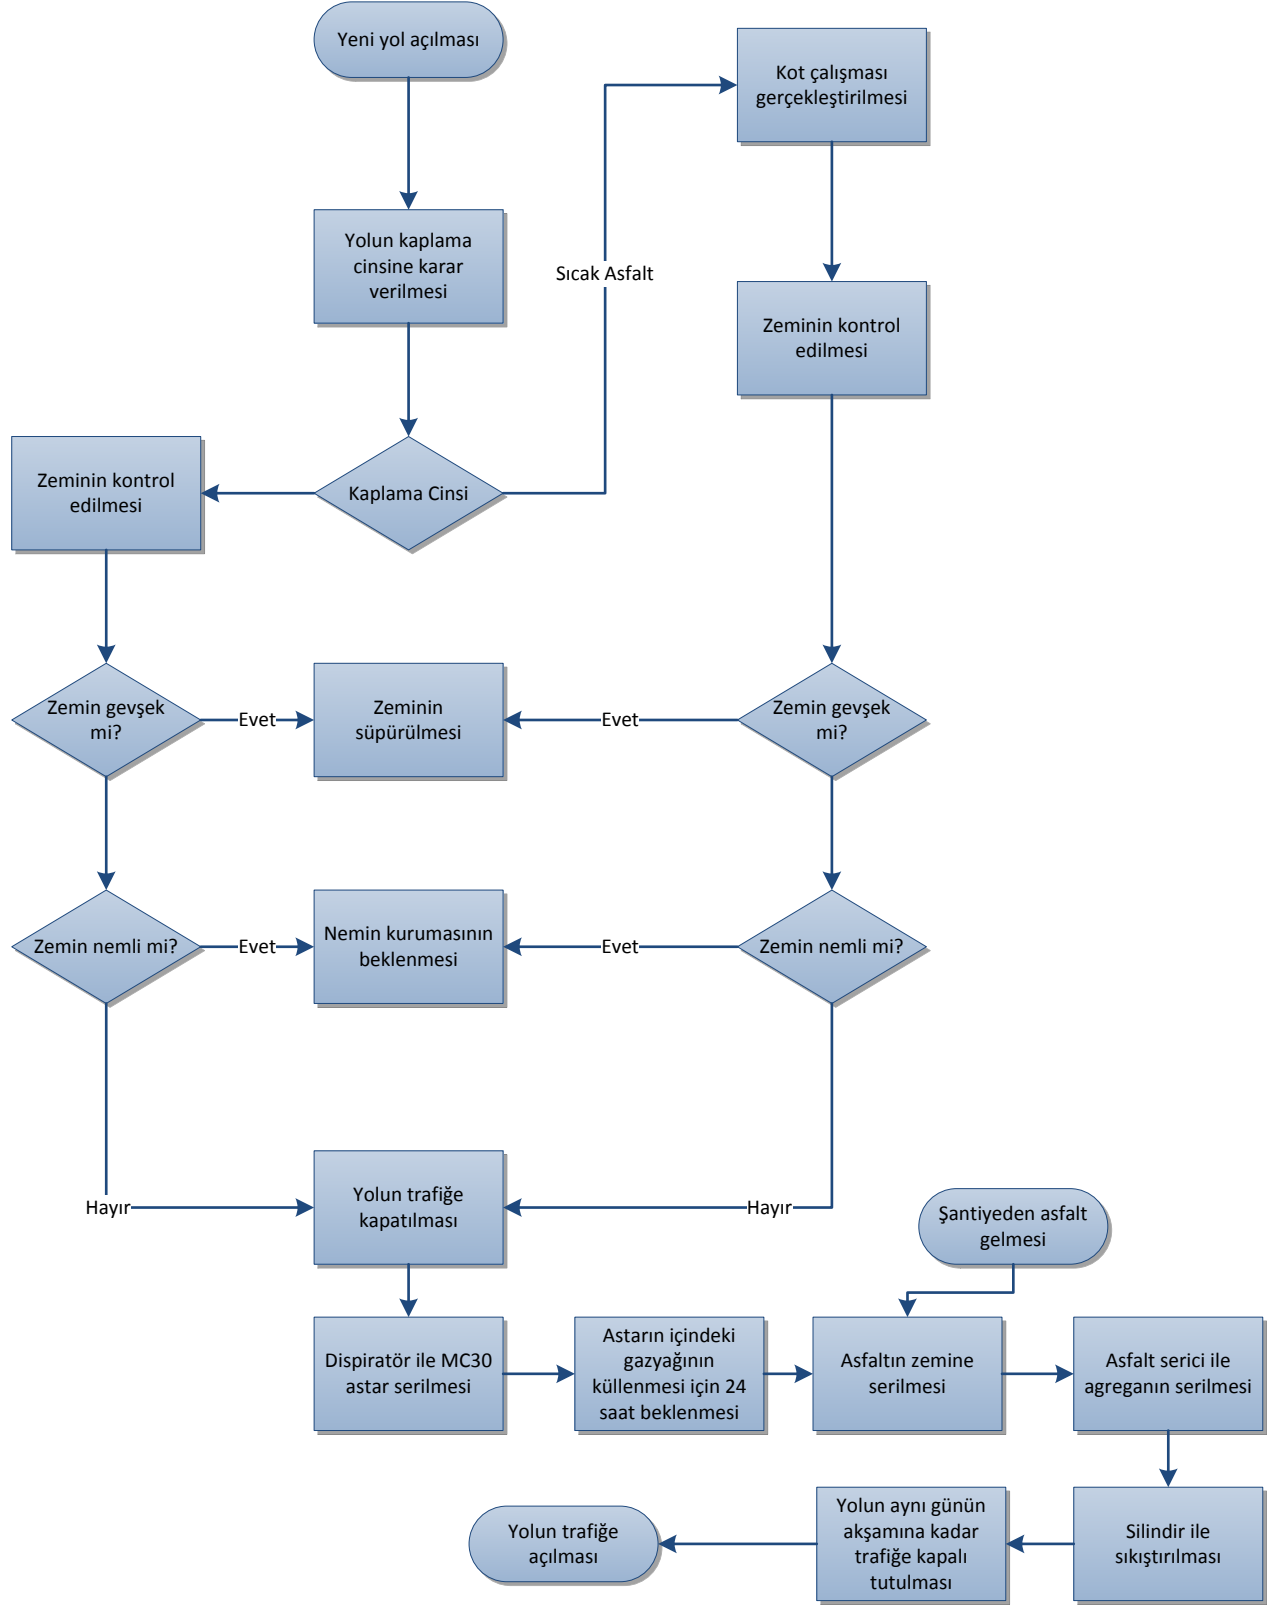 Yeni yol açılması
Kot çalışması
gerçekleştirilmesi
Yolun kaplama
cinsine karar
verilmesi
Sıcak Asfalt
Zeminin kontrol
edilmesi
Zeminin kontrol
edilmesi
Kaplama Cinsi
Zemin gevşek
mi?
Evet
Zeminin
süpürülmesi
Evet
Zemin gevşek
mi?
Zemin nemli mi?
Evet
Nemin kurumasının
beklenmesi
Evet
Zemin nemli mi?
Hayır
Yolun trafiğe
kapatılması
Hayır
Şantiyeden asfalt
gelmesi
Dispiratör ile MC30
astar serilmesi
Astarın içindeki
gazyağının
küllenmesi için 24
saat beklenmesi
Asfaltın zemine
serilmesi
Asfalt serici ile
agreganın serilmesi
Yolun trafiğe
açılması
Yolun aynı günün
akşamına kadar
trafiğe kapalı
tutulması
Silindir ile
sıkıştırılması